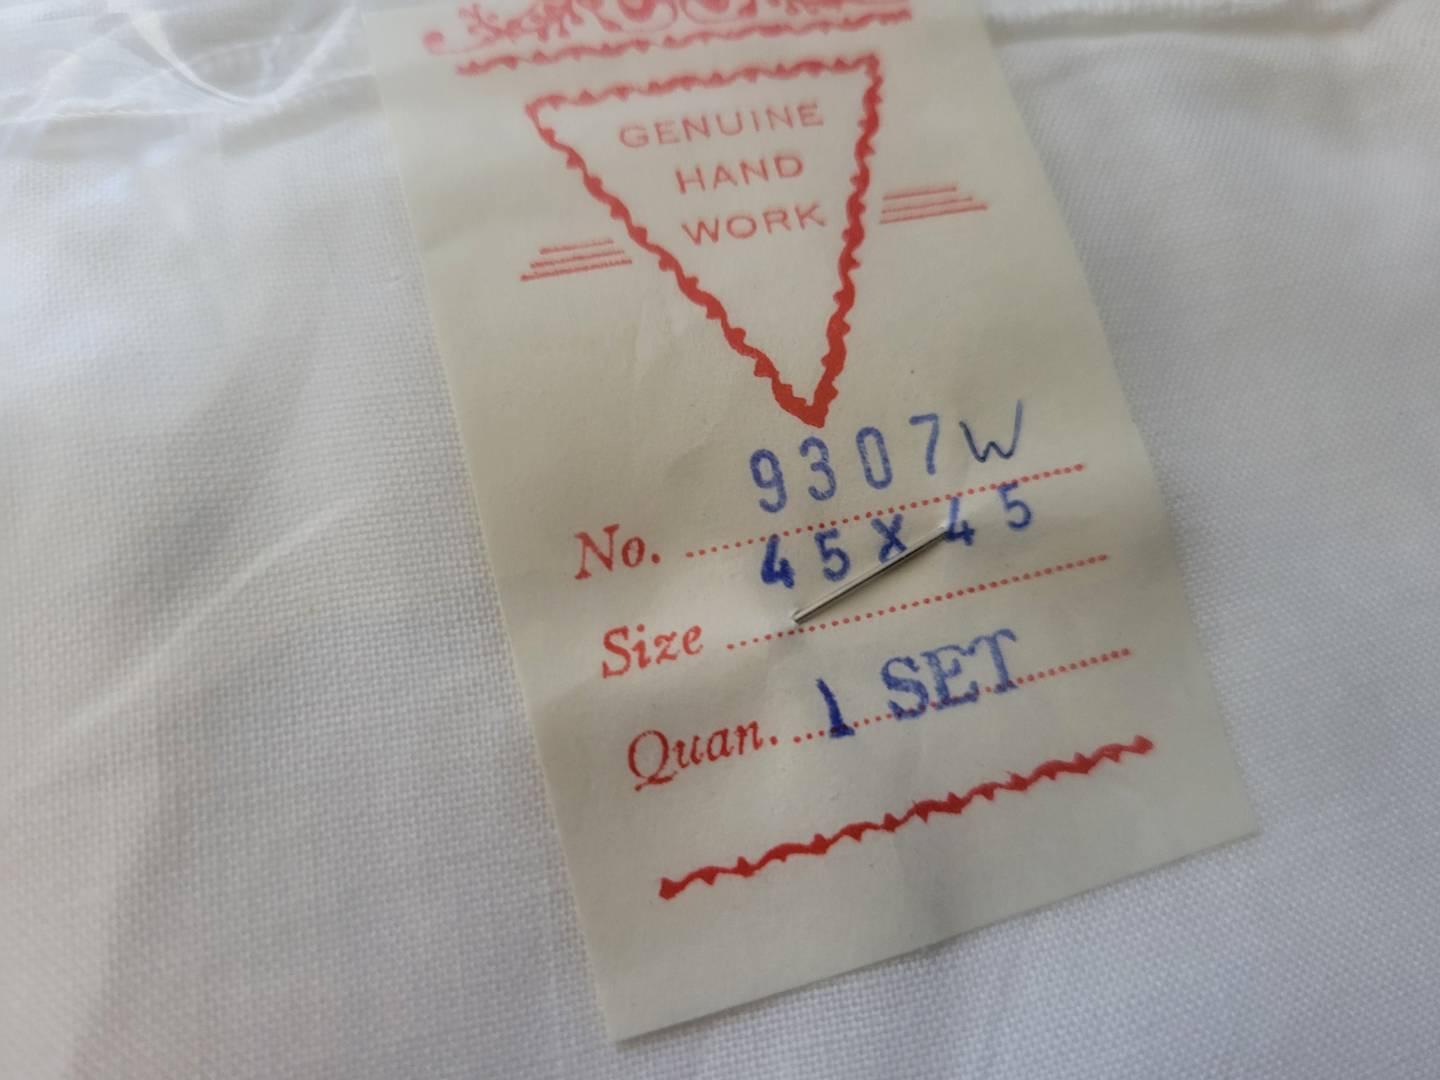 GENUINE
HAND
WORK
No. 9307W
Size 45X45
Quan. 1 SET